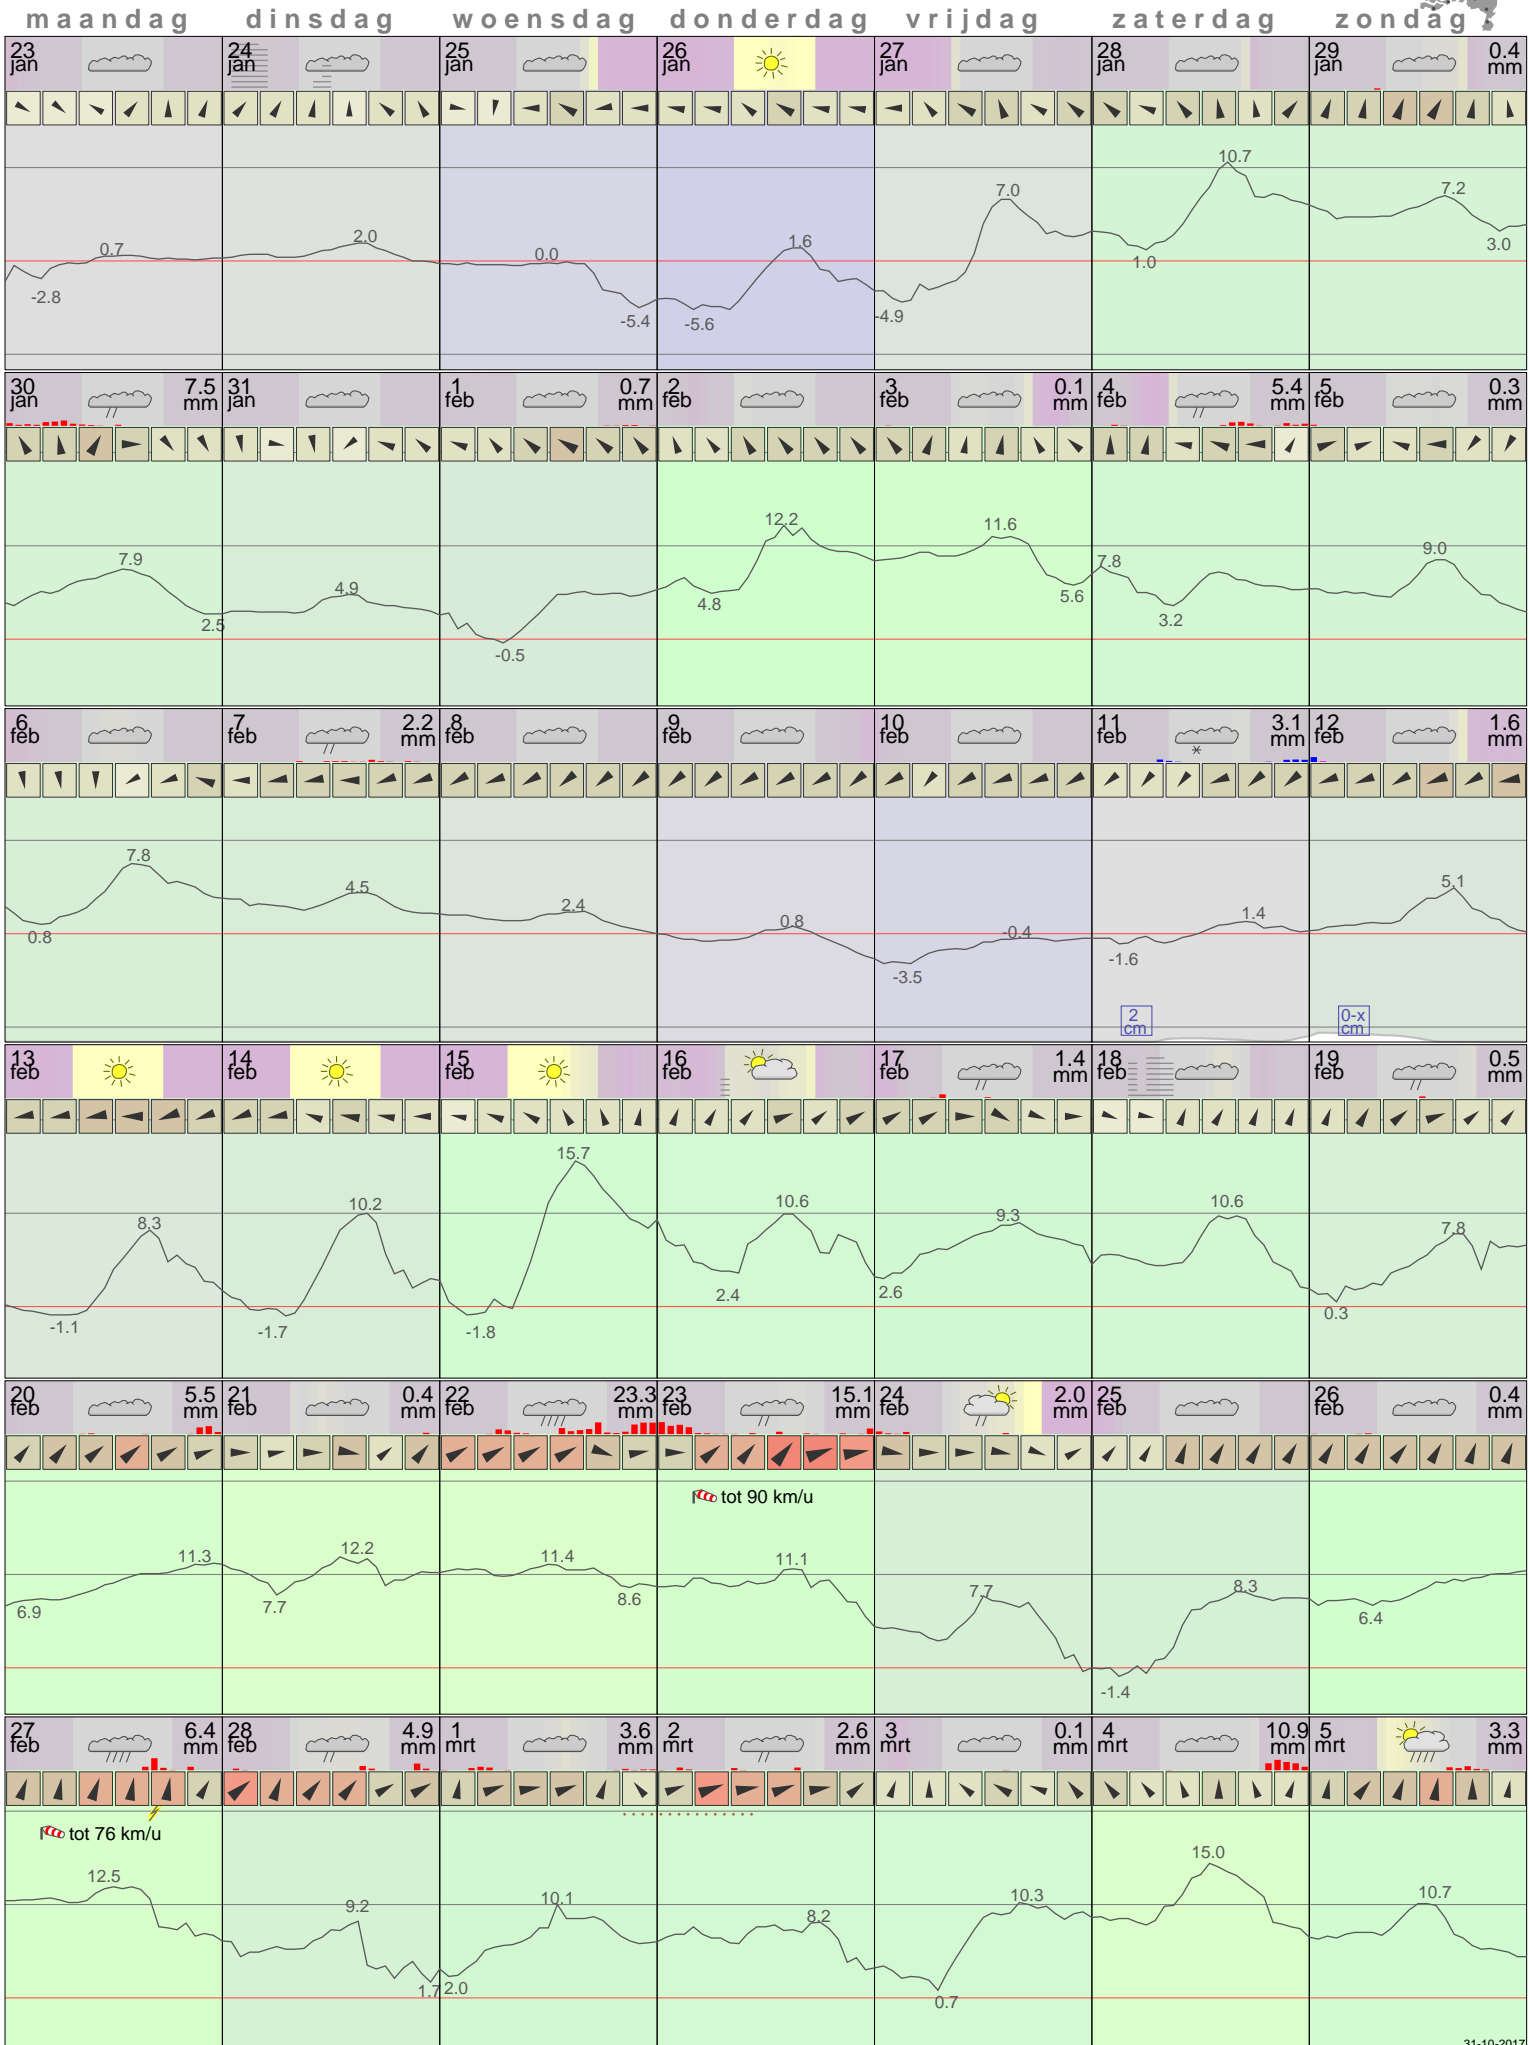 maandag dinsdag woensdag donderdag vrijdag zaterdag zondag
23 24 25 26 27 28 29 0.4
jan jan jan jan jan jan jan mm
0.7 2.0 0.0 1.6 7.0 10.7 7.2
-2.8 -5.4 -5.6 -4.9 1.0 3.0
30 7.5 31 1 0.7 2 3 0.1 4 5.4 5 0.3
jan mm jan feb mm feb feb mm feb mm feb mm
7.9 4.9 12.2 11.6 7.8 9.0
2.5 -0.5 4.8 5.6 3.2
6 7 2.2 8 9 10 11 3.1 12 1.6
feb feb mm feb feb feb feb mm feb mm
7.8 4.5 2.4 0.8 -0.4 1.4 5.1
0.8 -3.5 -1.6
2 0-x
cm cm
13 14 15 16 17 1.4 18 19 0.5
feb feb feb feb feb mm feb feb mm
8.3 10.2 15.7 10.6 9.3 10.6 7.8
-1.1 -1.7 -1.8 2.4 2.6 0.3
20 5.5 21 0.4 22 23.3 23 15.1 24 2.0 25 26 0.4
feb mm feb mm feb mm feb mm feb mm feb feb mm
tot 90 km/u
11.3 12.2 11.4 11.1 7.7 8.3
6.9 7.7 8.6 -1.4 6.4
27 6.4 28 4.9 1 3.6 2 2.6 3 0.1 4 10.9 5 3.3
feb mm feb mm mrt mm mrt mm mrt mm mrt mm mrt mm
tot 76 km/u
12.5 9.2 10.1 8.2 10.3 15.0 10.7
1.7 2.0 0.7
31-10-2017